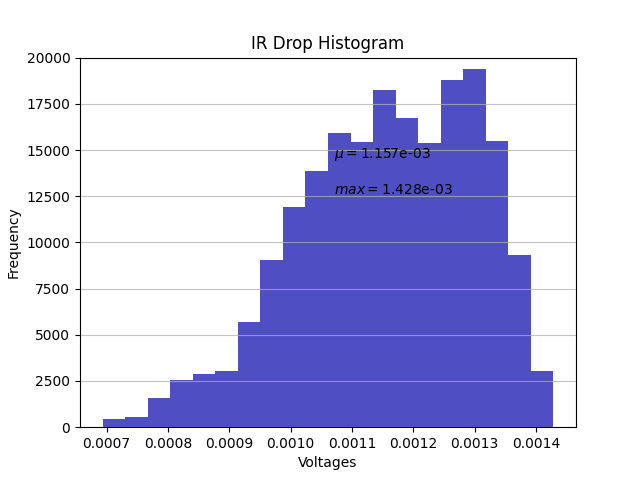 IR Drop Histogram
20000
17500
15000
12500
10000
7500
5000
2500
0
Frequency
μ = 1.157e-03
max = 1.428e-03
0.0007 0.0008 0.0009 0.0010 0.0011 0.0012 0.0013 0.0014
Voltages